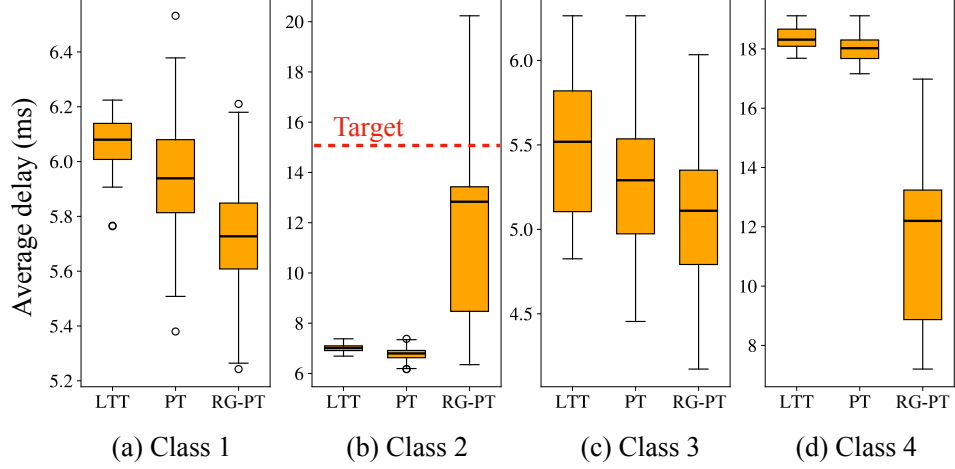 Average delay (ms)
6.4
6.2
6.0
5.8
5.6
5.4
5.2
LTT PT RG-PT
(a) Class 1
20
18
16
14
12
10
8
6
Target
LTT PT RG-PT
(b) Class 2
6.0
5.5
5.0
4.5
LTT PT RG-PT
(c) Class 3
18
16
14
12
10
8
LTT PT RG-PT
(d) Class 4